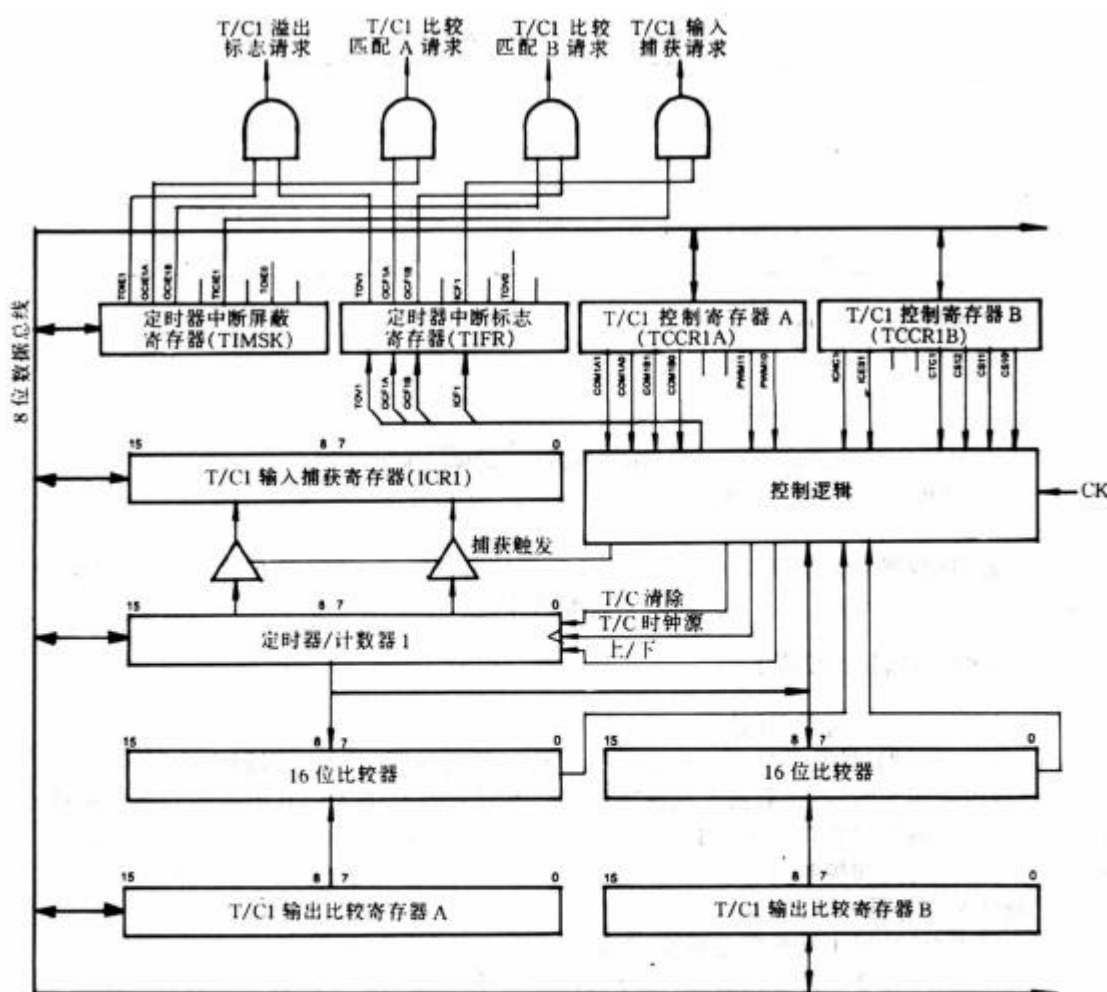 T/C1 溢出
标志请求
T/C1 比较
匹配 A 请求
T/C1 比较
匹配 B 请求
T/C1 输入
捕获请求
8 位数据总线
TOIE1
OCIE1A
OCIE1B
TICIE1
TOIE0
TOV1
OCF1A
OCF1B
ICF1
TOV0
定时器中断屏蔽
寄存器(TIMSK)
定时器中断标志
寄存器(TIFR)
T/C1 控制寄存器 A
(TCCR1A)
T/C1 控制寄存器 B
(TCCR1B)
TOV1
OCF1A
OCF1B
ICF1
COM1A1
COM1A0
COM1B1
COM1B0
PWM11
PWM10
ICNC1
ICES1
CTC1
CS12
CS11
CS10
15 8 7 0
T/C1 输入捕获寄存器(ICR1)
控制逻辑
CK
捕获触发
15 8 7 0
定时器/计数器 1
T/C 清除
T/C 时钟源
上/下
15 8 7 0
16 位比较器
15 8 7 0
16 位比较器
15 8 7 0
T/C1 输出比较寄存器 A
15 8 7 0
T/C1 输出比较寄存器 B